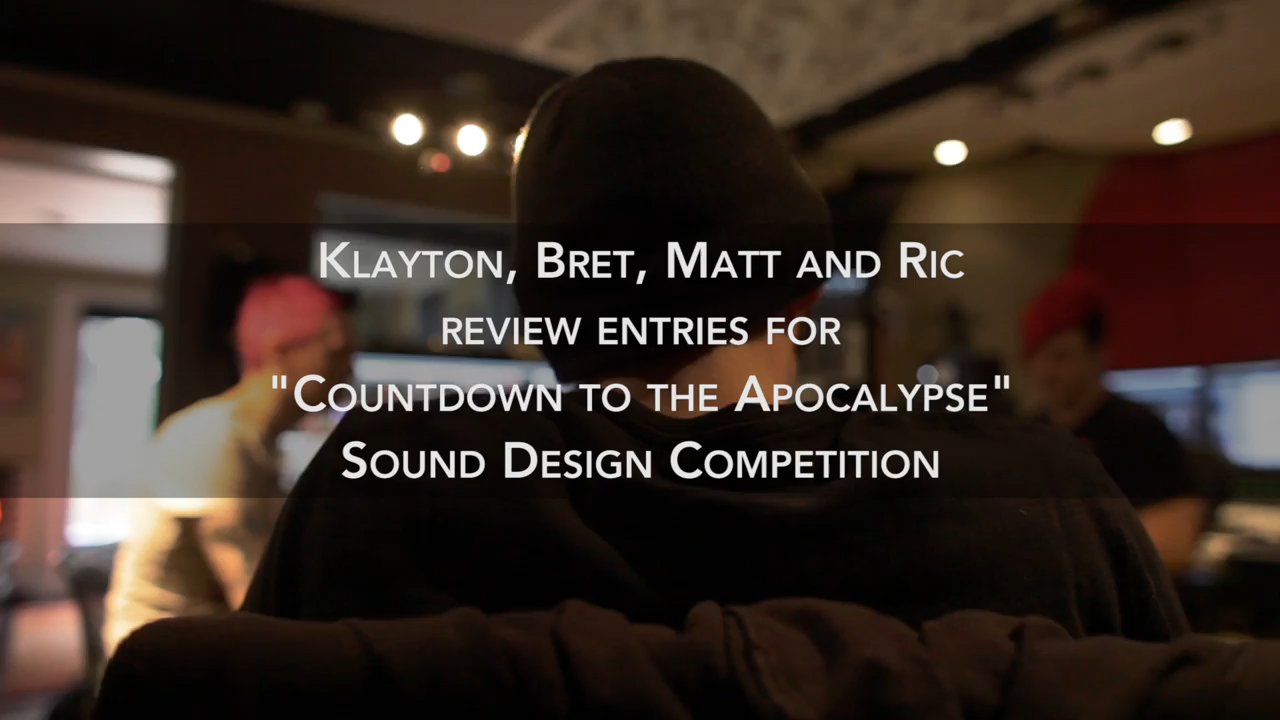 Klayton, Bret, Matt and Ric
review entries for
"Countdown to the Apocalypse"
Sound Design Competition